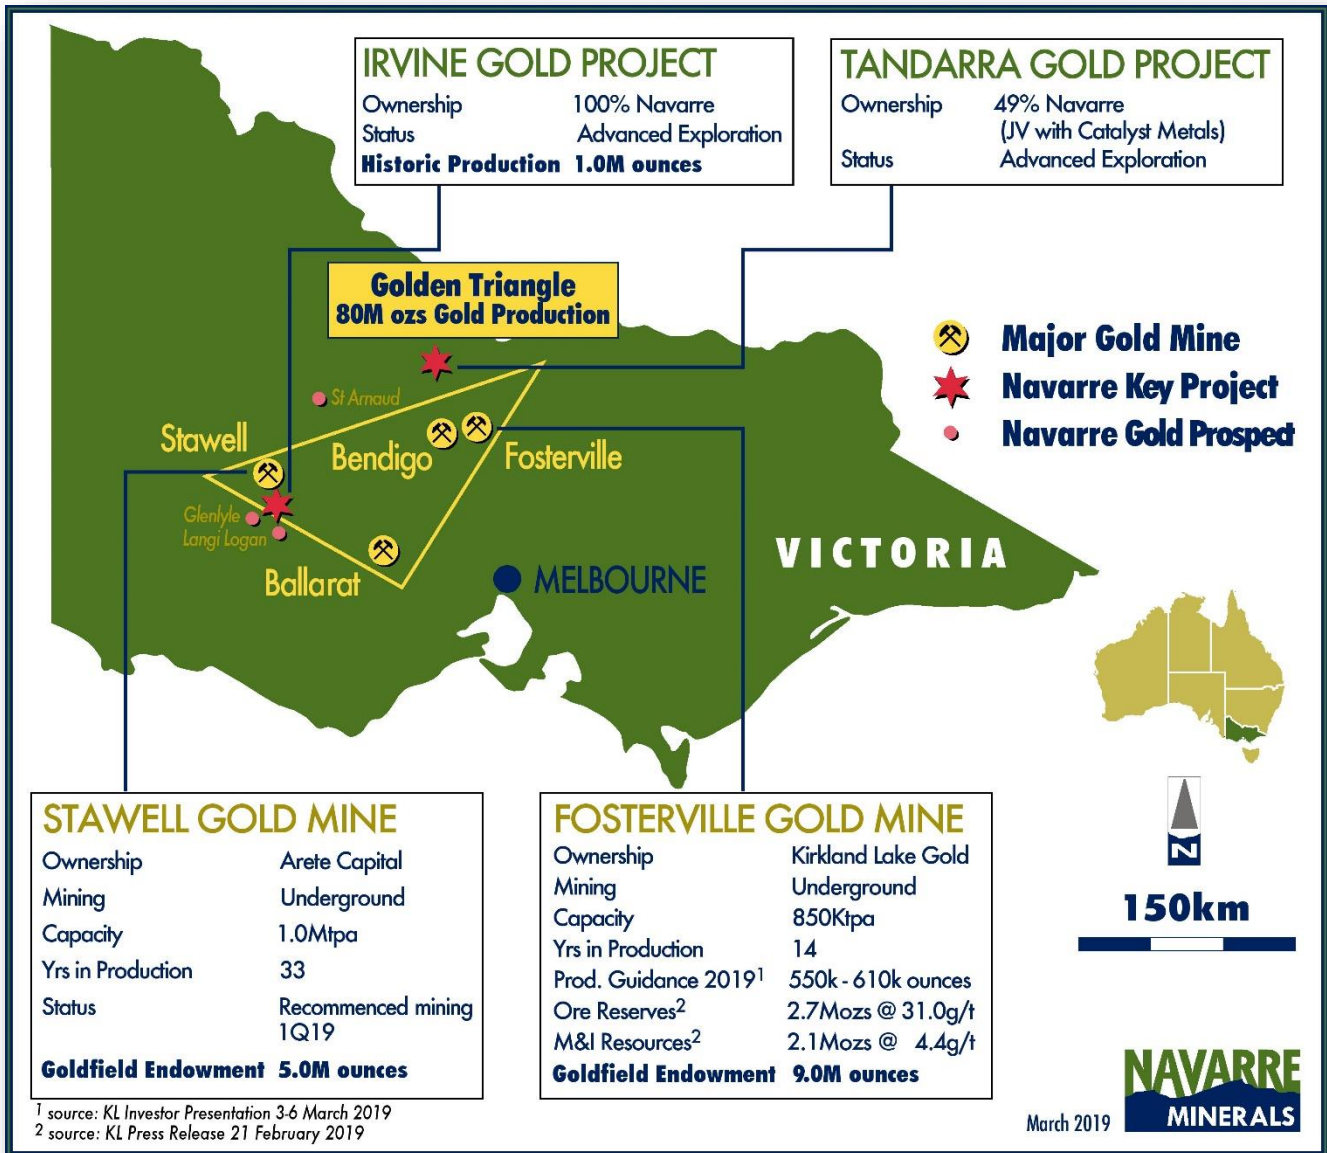 IRVINE GOLD PROJECT
Ownership 100% Navarre
Status Advanced Exploration
Historic Production 1.0M ounces
TANDARRA GOLD PROJECT
Ownership 49% Navarre
(JV with Catalyst Metals)
Status Advanced Exploration
Golden Triangle
80M ozs Gold Production
Major Gold Mine
Navarre Key Project
Navarre Gold Prospect
St Arnaud
Stawell
Bendigo
Fosterville
Glenlyle
Langi Logan
Ballarat
MELBOURNE
VICTORIA
STAWELL GOLD MINE
Ownership Arete Capital
Mining Underground
Capacity 1.0Mtpa
Yrs in Production 33
Status Recommenced mining
1Q19
Goldfield Endowment 5.0M ounces
FOSTERVILLE GOLD MINE
Ownership Kirkland Lake Gold
Mining Underground
Capacity 850Ktpa
Yrs in Production 14
Prod. Guidance 2019¹ 550k - 610k ounces
Ore Reserves² 2.7Mozs @ 31.0g/t
M&I Resources² 2.1Mozs @ 4.4g/t
Goldfield Endowment 9.0M ounces
N
150km
¹ source: KL Investor Presentation 3-6 March 2019
² source: KL Press Release 21 February 2019
March 2019
NAVARRE
MINERALS